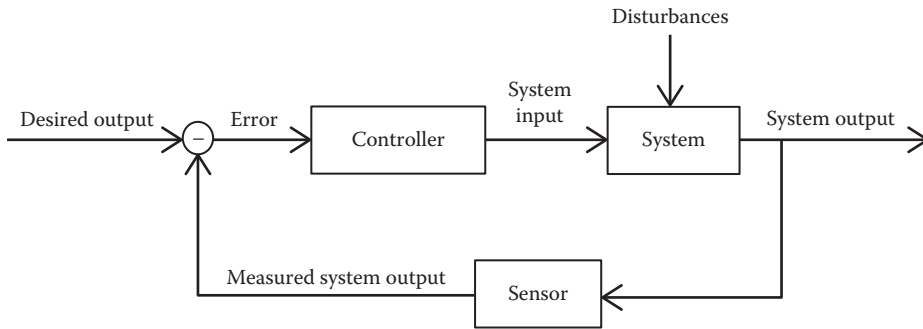 Disturbances
Desired output
Error
Controller
System
input
System
System output
−
Measured system output
Sensor